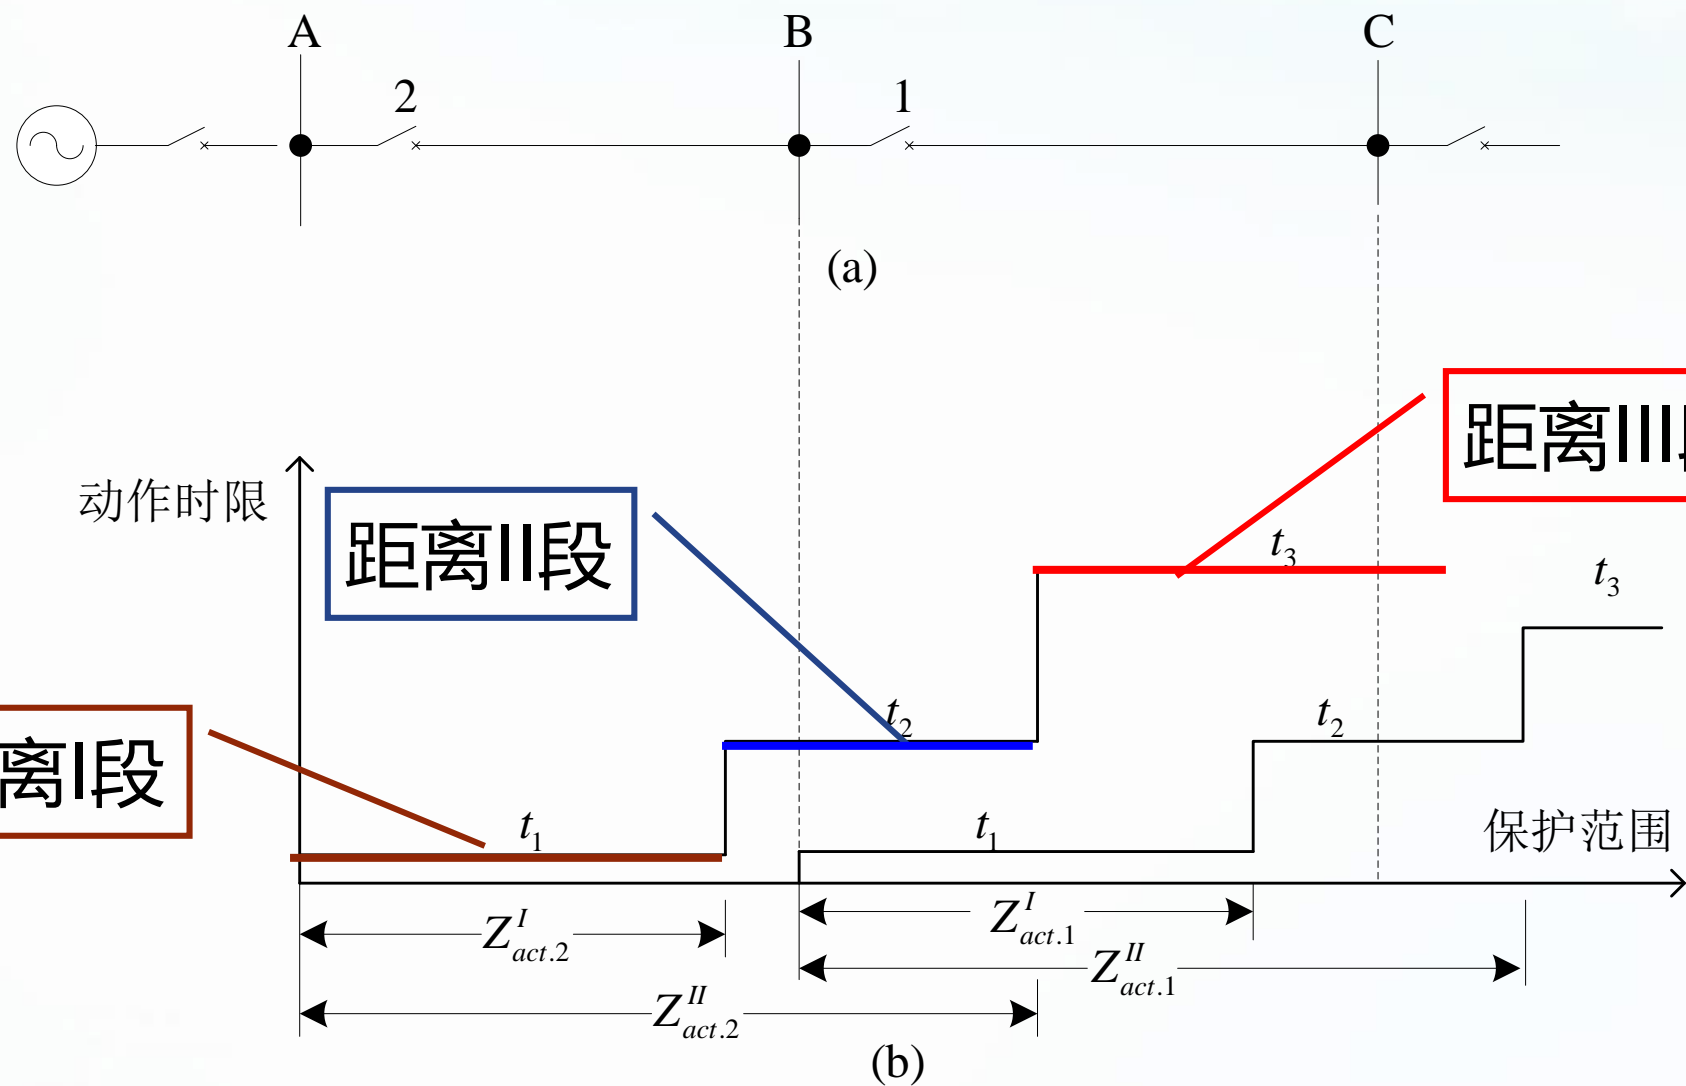 A
B
C
2
1
(a)
距离III
动作时限
距离II段
t3
t3
t2
t2
离I段
t1
t1
保护范围
Z^I_act.2
Z^I_act.1
Z^II_act.1
Z^II_act.2
(b)